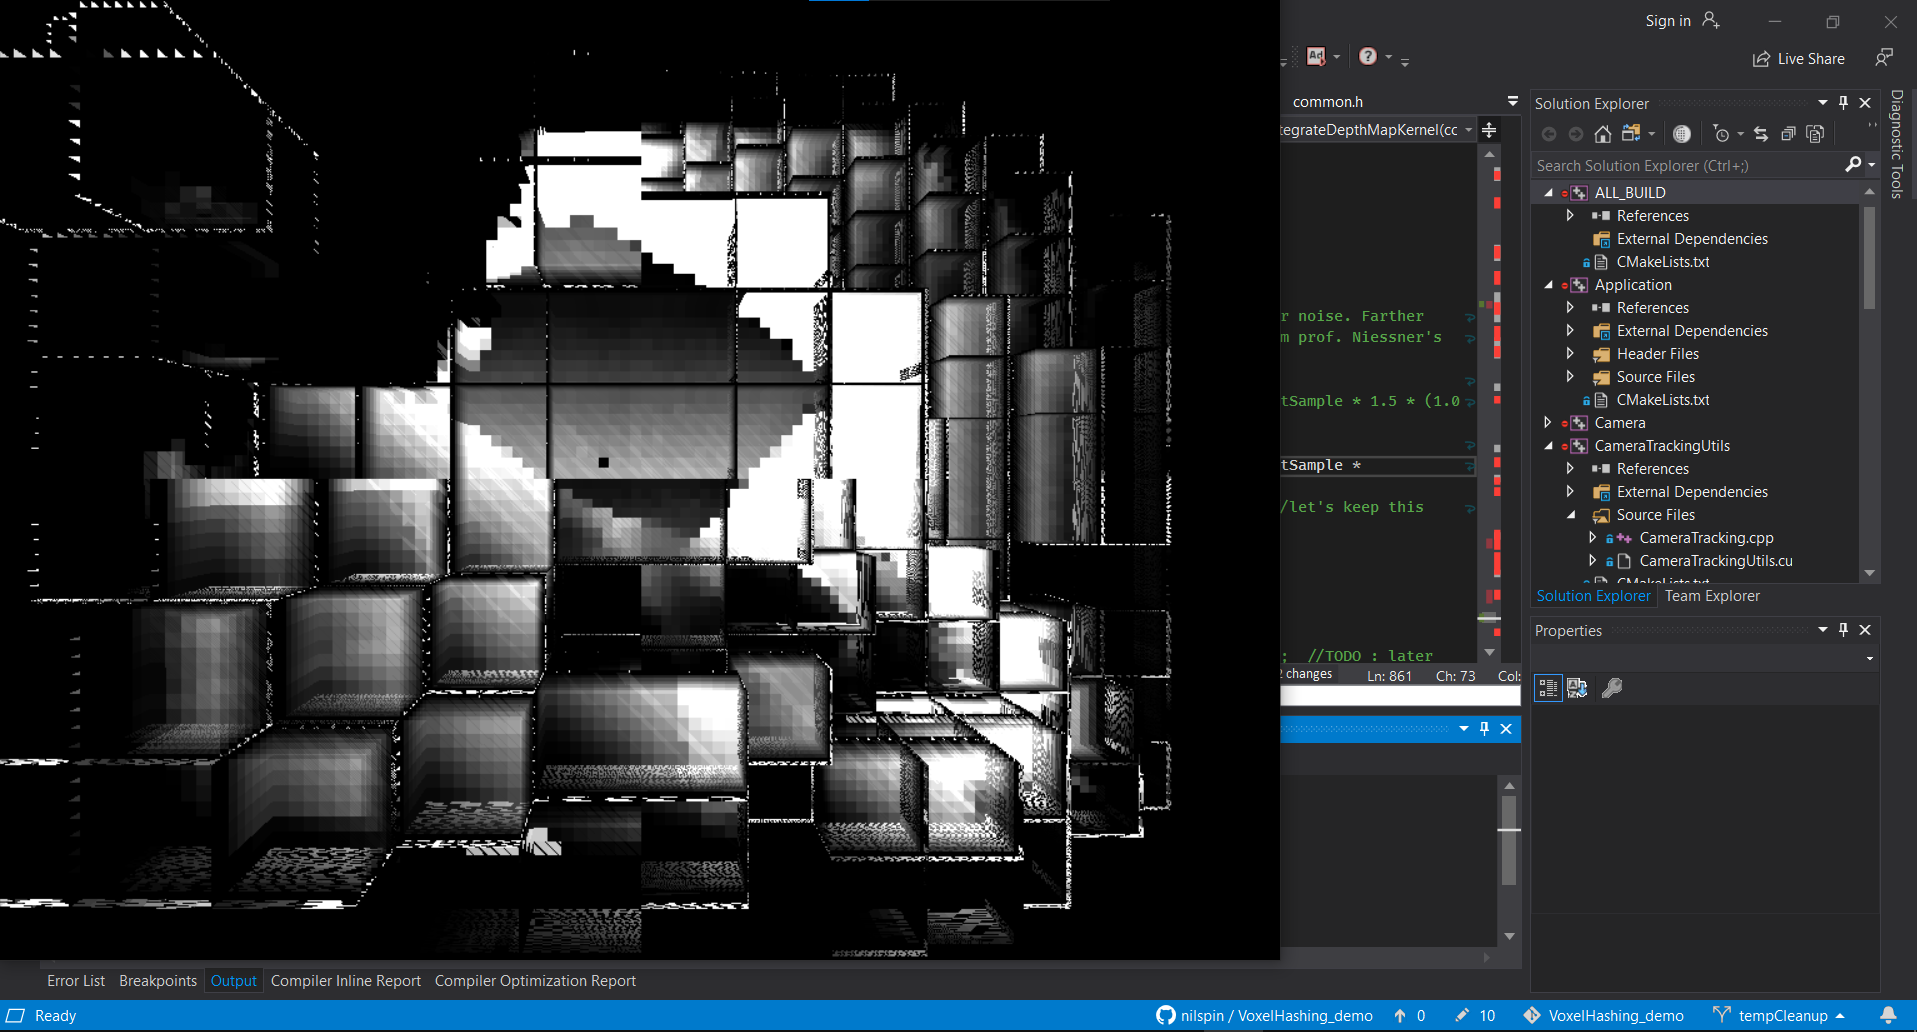 Sign in
Live Share
Ad
?
common.h
tegrateDepthMapKernel(cc
r noise. Farther
m prof. Niessner's
tSample * 1.5 * (1.0
tSample *
/let's keep this
; //TODO : later
2 changes
Ln: 861
Ch: 73
Col:
Solution Explorer
Search Solution Explorer (Ctrl+;)
ALL_BUILD
References
External Dependencies
CMakeLists.txt
Application
References
External Dependencies
Header Files
Source Files
CMakeLists.txt
Camera
CameraTrackingUtils
References
External Dependencies
Source Files
CameraTracking.cpp
CameraTrackingUtils.cu
CMakeLists.txt
Solution Explorer
Team Explorer
Properties
Diagnostic Tools
Error List
Breakpoints
Output
Compiler Inline Report
Compiler Optimization Report
Ready
nilspin / VoxelHashing_demo
0
10
VoxelHashing_demo
tempCleanup